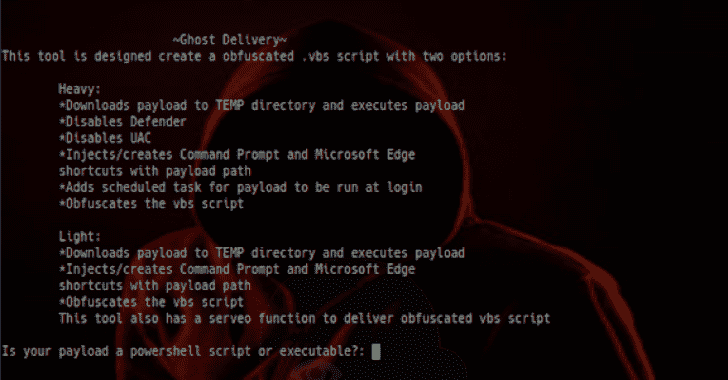 ~Ghost Delivery~
This tool is designed create a obfuscated .vbs script with two options:
Heavy:
*Downloads payload to TEMP directory and executes payload
*Disables Defender
*Disables UAC
*Injects/creates Command Prompt and Microsoft Edge
shortcuts with payload path
*Adds scheduled task for payload to be run at login
*Obfuscates the vbs script
Light:
*Downloads payload to TEMP directory and executes payload
*Injects/creates Command Prompt and Microsoft Edge
shortcuts with payload path
*Obfuscates the vbs script
This tool also has a serveo function to deliver obfuscated vbs script
Is your payload a powershell script or executable?: